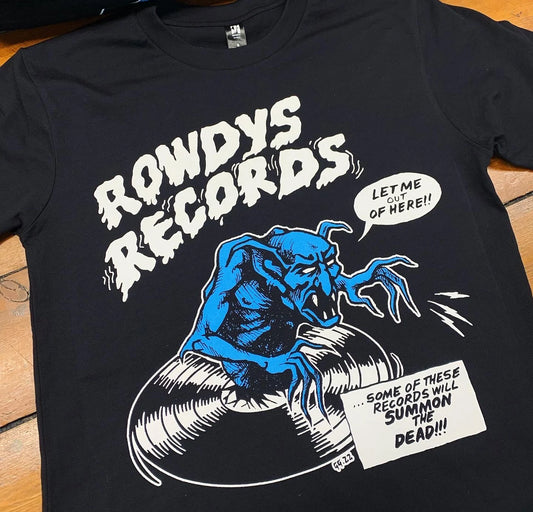 ROWDYS
RECORDS
LET ME
OUT
OF HERE!!
...SOME OF THESE
RECORDS WILL
SUMMON
THE
DEAD!!!